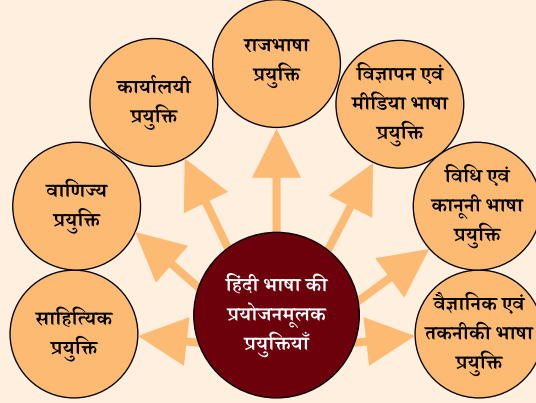 राजभाषा
प्रयुक्ति
कार्यालयी
प्रयुक्ति
विज्ञापन एवं
मीडिया भाषा
प्रयुक्ति
वाणिज्य
प्रयुक्ति
विधि एवं
कानूनी भाषा
प्रयुक्ति
साहित्यिक
प्रयुक्ति
हिंदी भाषा की
प्रयोजनमूलक
प्रयुक्तियाँ
वैज्ञानिक एवं
तकनीकी भाषा
प्रयुक्ति